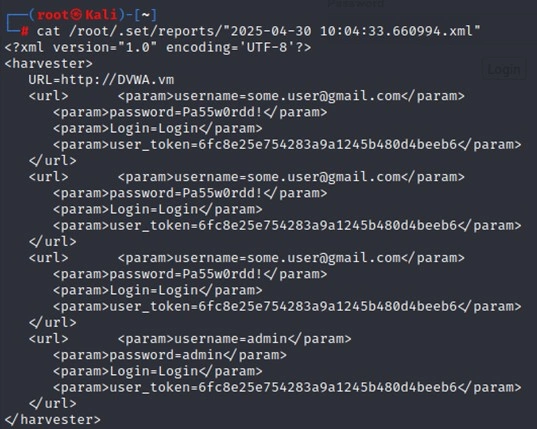 Password
┌──(root㉿Kali)-[~]
└─# cat /root/.set/reports/"2025-04-30 10:04:33.660994.xml"
<?xml version="1.0" encoding='UTF-8'?>
Login
<harvester>
   URL=http://DVWA.vm
   <url>      <param>username=some.user@gmail.com</param>
      <param>password=Pa55w0rdd!</param>
      <param>Login=Login</param>
      <param>user_token=6fc8e25e754283a9a1245b480d4beeb6</param>
   </url>
   <url>      <param>username=some.user@gmail.com</param>
      <param>password=Pa55w0rdd!</param>
      <param>Login=Login</param>
      <param>user_token=6fc8e25e754283a9a1245b480d4beeb6</param>
   </url>
   <url>      <param>username=some.user@gmail.com</param>
      <param>password=Pa55w0rdd!</param>
      <param>Login=Login</param>
      <param>user_token=6fc8e25e754283a9a1245b480d4beeb6</param>
   </url>
   <url>      <param>username=admin</param>
      <param>password=admin</param>
      <param>Login=Login</param>
      <param>user_token=6fc8e25e754283a9a1245b480d4beeb6</param>
   </url>
</harvester>